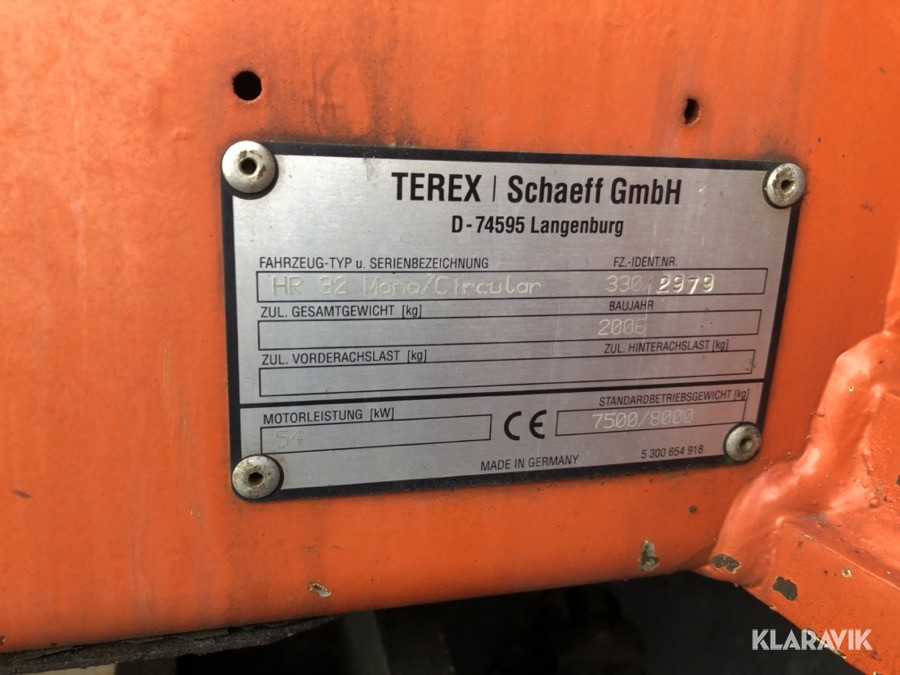 TEREX | Schaeff GmbH
D-74595 Langenburg
FAHRZEUG-TYP u. SERIENBEZEICHNUNG FZ.-IDENT.NR.
HR 32 Mono/Circular 330/2979
ZUL. GESAMTGEWICHT [kg] BAUJAHR
2006
ZUL. VORDERACHSLAST [kg] ZUL. HINTERACHSLAST [kg]
MOTORLEISTUNG [kW] STANDARDBETRIEBSGEWICHT [kg]
54 CE 7500/8000
MADE IN GERMANY 5 300 654 918
KLARAVIK